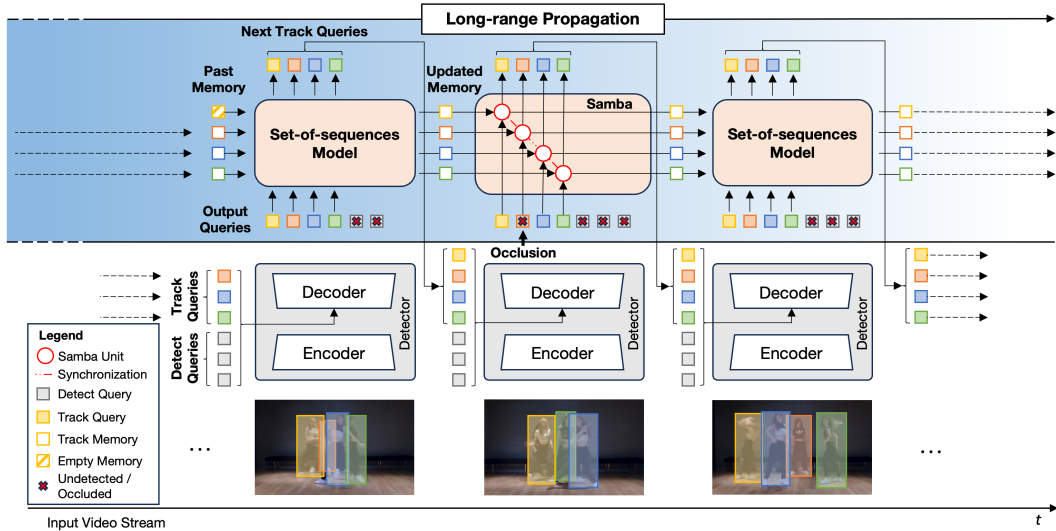 Long-range Propagation
Next Track Queries
Past
Memory
Updated
Memory
Samba
Set-of-sequences
Model
Set-of-sequences
Model
Output
Queries
Occlusion
Track
Queries
Detect
Queries
Decoder
Encoder
Detector
Decoder
Encoder
Detector
Decoder
Encoder
Detector
Legend
Samba Unit
Synchronization
Detect Query
Track Query
Track Memory
Empty Memory
Undetected /
Occluded
...
...
Input Video Stream
t